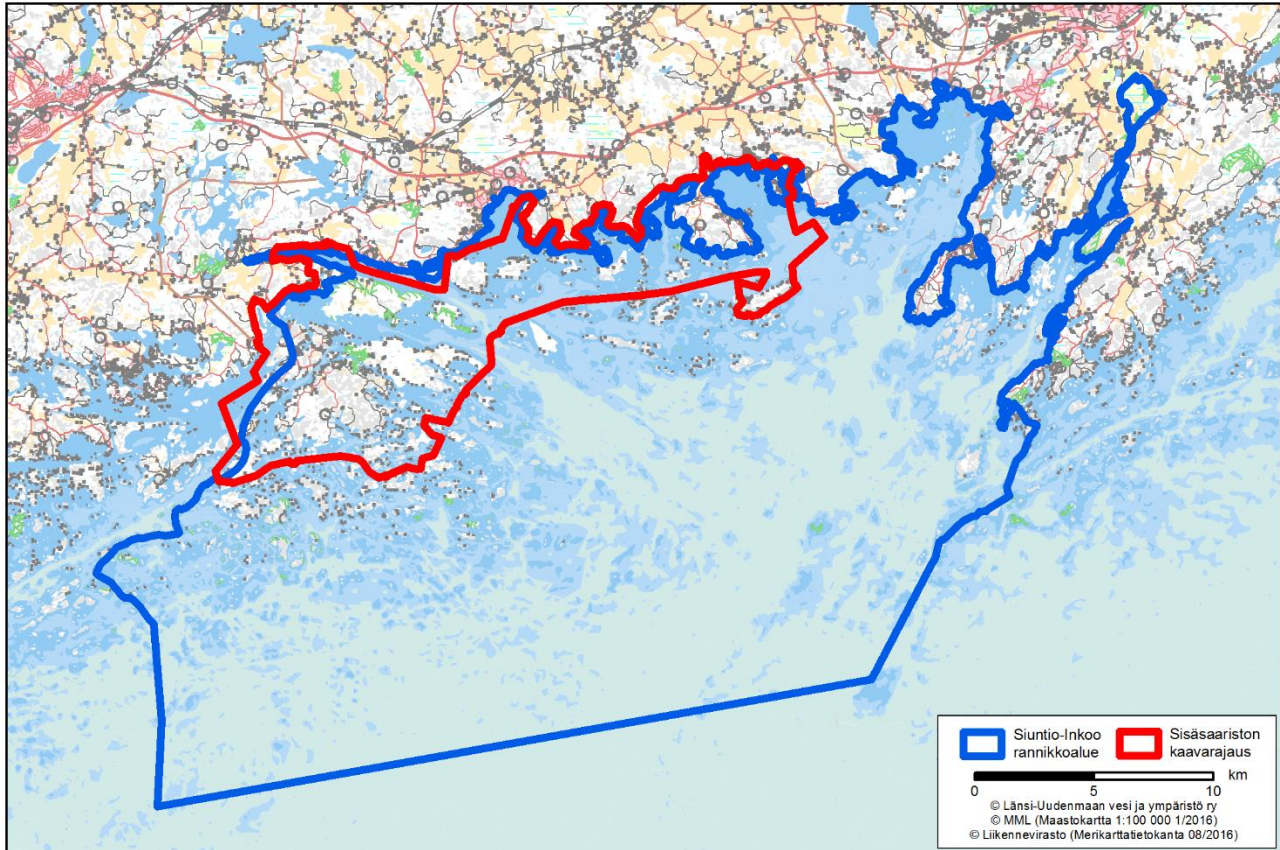 Siuntio-Inkoo
rannikkoalue
Sisäsaariston
kaavarajaus
km
0 5 10
© Länsi-Uudenmaan vesi ja ympäristö ry
© MML (Maastokartta 1:100 000 1/2016)
© Liikennevirasto (Merikarttatietokanta 08/2016)